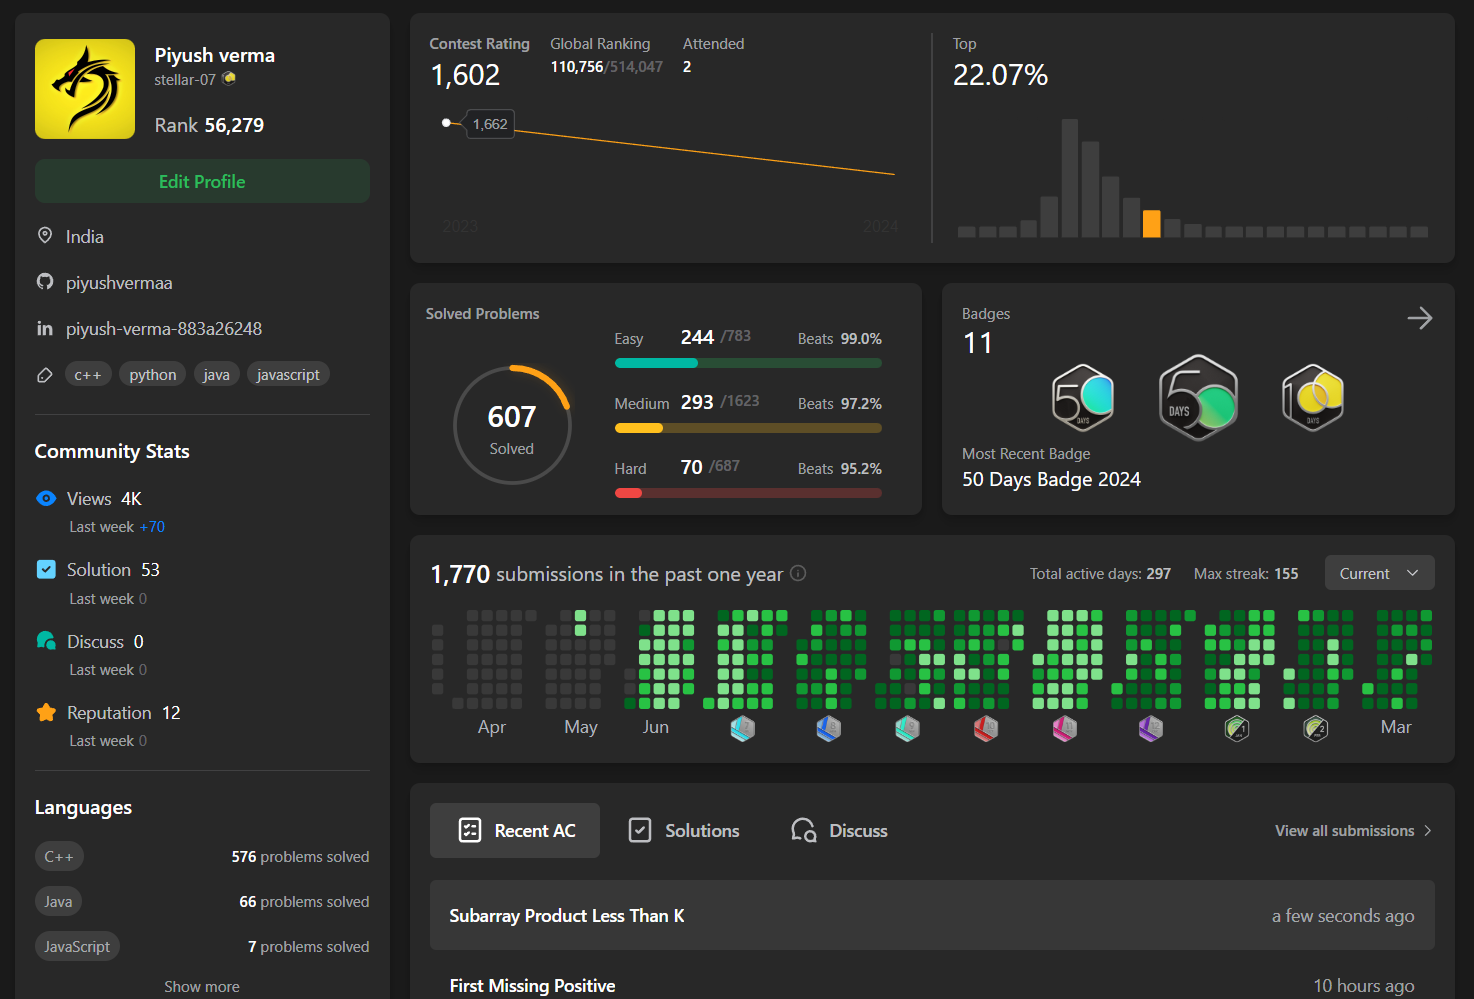 Piyush verma
stellar-07
Rank 56,279
Edit Profile
India
piyushvermaa
in piyush-verma-883a26248
c++ python java javascript
Community Stats
Views 4K
Last week +70
Solution 53
Last week 0
Discuss 0
Last week 0
Reputation 12
Last week 0
Languages
C++ 576 problems solved
Java 66 problems solved
JavaScript 7 problems solved
Show more
Contest Rating Global Ranking Attended
1,602 110,756/514,047 2
1,662
2023 2024
Top
22.07%
Solved Problems
607
Solved
Easy 244 /783 Beats 99.0%
Medium 293 /1623 Beats 97.2%
Hard 70 /687 Beats 95.2%
Badges
11
50 DAYS
50 DAYS
100 DAYS
Most Recent Badge
50 Days Badge 2024
1,770 submissions in the past one year Total active days: 297 Max streak: 155 Current
Apr May Jun Mar
Recent AC Solutions Discuss View all submissions
Subarray Product Less Than K a few seconds ago
First Missing Positive 10 hours ago